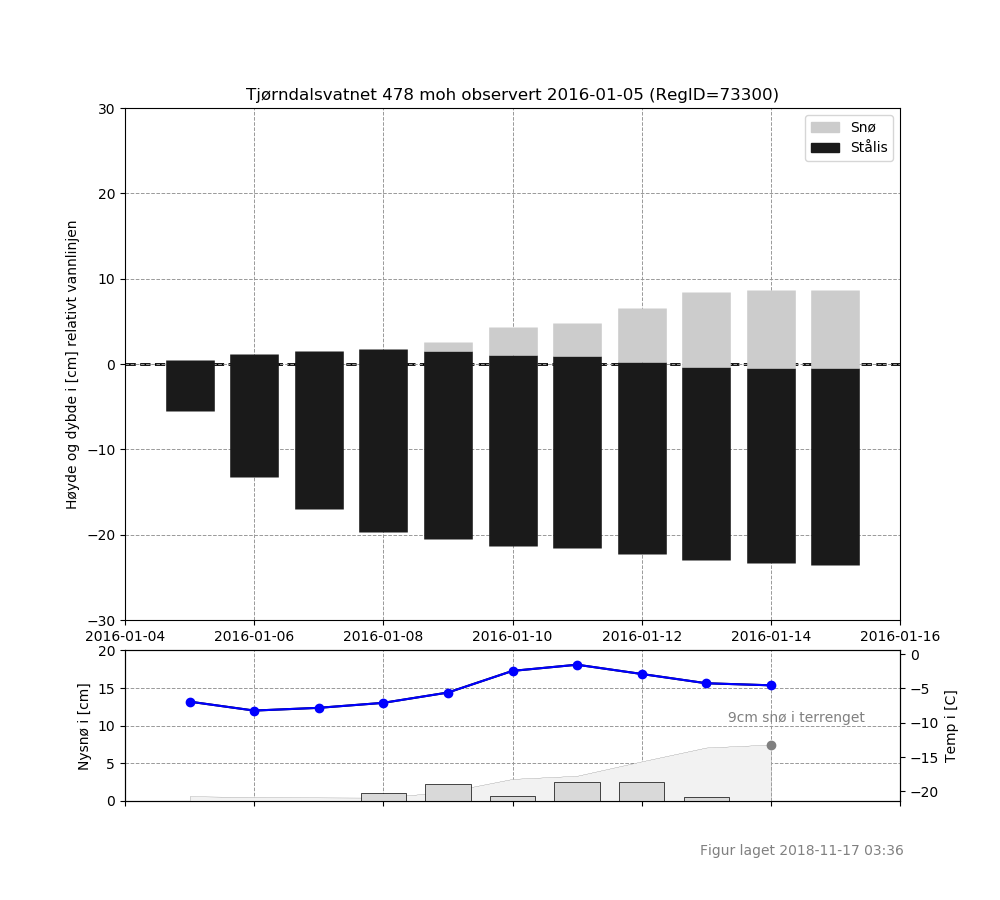 Tjørndalsvatnet 478 moh observert 2016-01-05 (RegID=73300)
Høyde og dybde i [cm] relativt vannlinjen
30
20
10
0
−10
−20
−30
Snø
Stålis
2016-01-04 2016-01-06 2016-01-08 2016-01-10 2016-01-12 2016-01-14 2016-01-16
Nysnø i [cm]
20
15
10
5
0
9cm snø i terrenget
0
−5
−10
−15
−20
Temp i [C]
Figur laget 2018-11-17 03:36